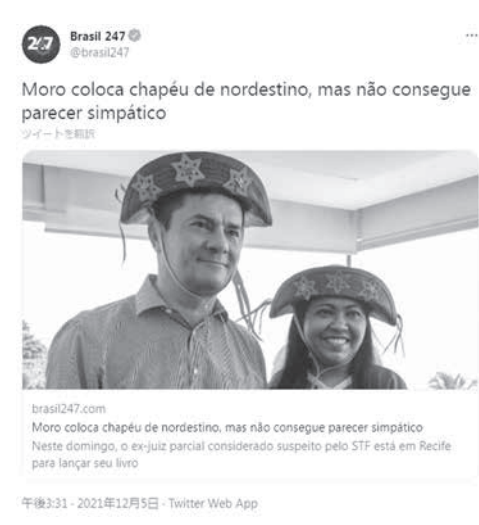 247
Brasil 247
@brasil247
Moro coloca chapéu de nordestino, mas não consegue
parecer simpático
ツイートを翻訳
brasil247.com
Moro coloca chapéu de nordestino, mas não consegue parecer simpático
Neste domingo, o ex-juiz parcial considerado suspeito pelo STF está em Recife
para lançar seu livro
午後3:31 · 2021年12月5日 · Twitter Web App